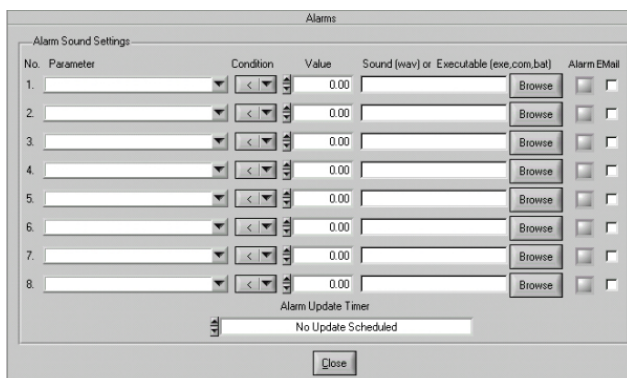 Alarms
Alarm Sound Settings
No. Parameter Condition Value Sound (wav) or Executable (exe,com,bat) Alarm EMail
1. < 0.00 Browse
2. < 0.00 Browse
3. < 0.00 Browse
4. < 0.00 Browse
5. < 0.00 Browse
6. < 0.00 Browse
7. < 0.00 Browse
8. < 0.00 Browse
Alarm Update Timer
No Update Scheduled
Close